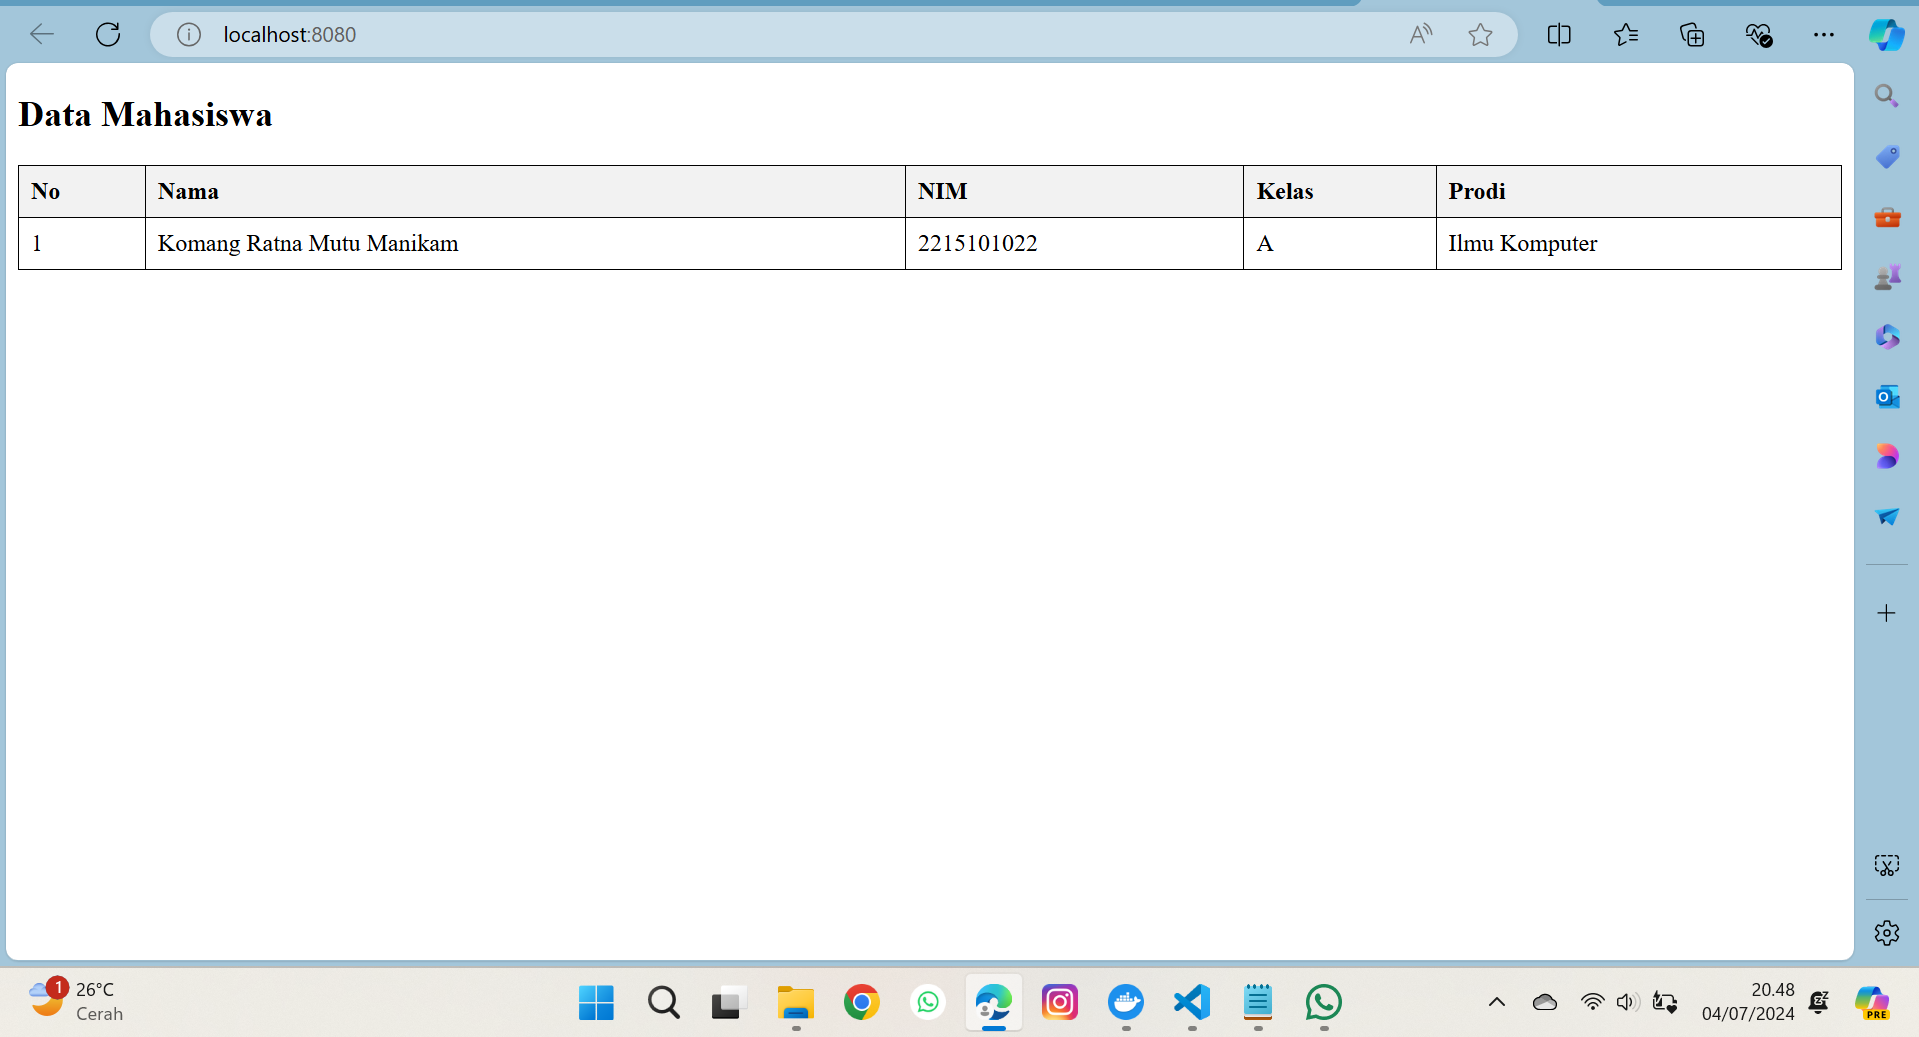 localhost:8080
Data Mahasiswa
No Nama NIM Kelas Prodi
1 Komang Ratna Mutu Manikam 2215101022 A Ilmu Komputer
1 26°C
Cerah
20.48
04/07/2024
PRE